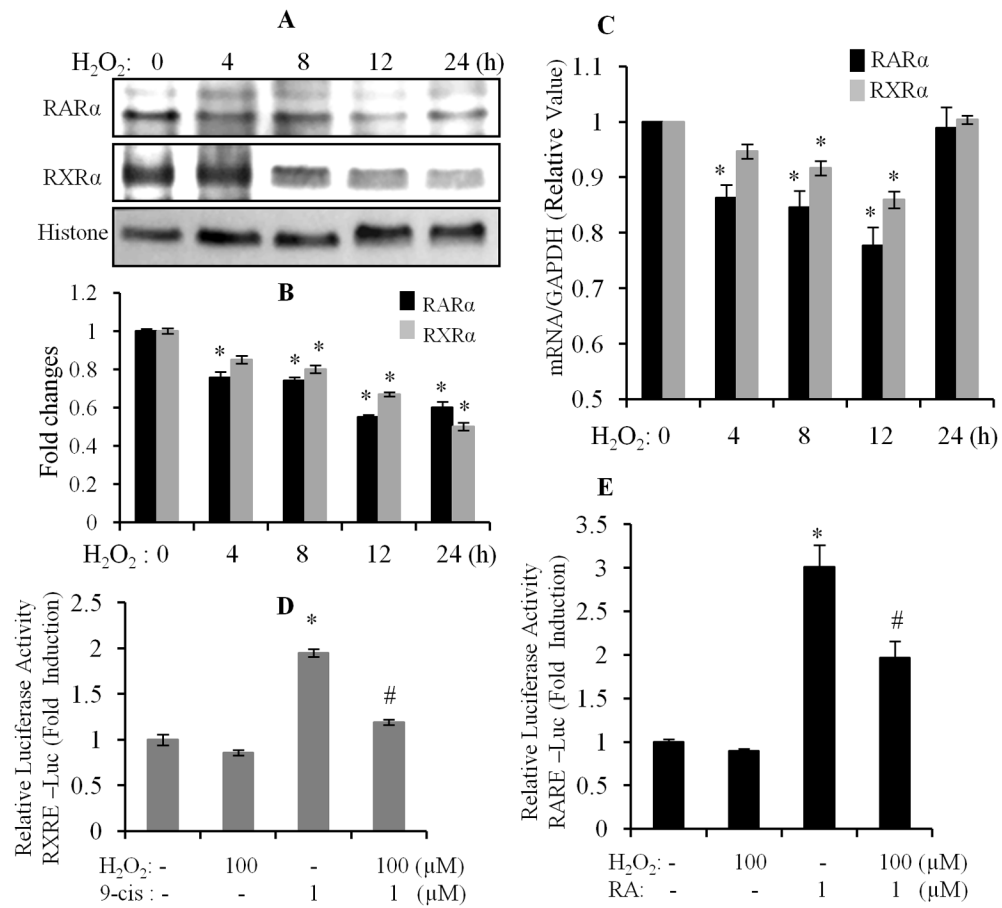 A
H₂O₂: 0 4 8 12 24 (h)
RARα
RXRα
Histone
B
RARα
RXRα
Fold changes
1.2
1
0.8
0.6
0.4
0.2
0
* * * * * * *
H₂O₂ : 0 4 8 12 24 (h)
C
RARα
RXRα
mRNA/GAPDH (Relative Value)
1
0.9
0.8
0.7
0.6
0.5
* * * * *
H₂O₂: 0 4 8 12 24 (h)
D
Relative Luciferase Activity
RXRE –Luc (Fold Induction)
2.5
2
1.5
1
0.5
0
*
#
H₂O₂: - 100 - 100 (μM)
9-cis : - - 1 1 (μM)
E
Relative Luciferase Activity
RARE –Luc (Fold Induction)
3.5
3
2.5
2
1.5
1
0.5
0
*
#
H₂O₂: - 100 - 100 (μM)
RA: - - 1 1 (μM)